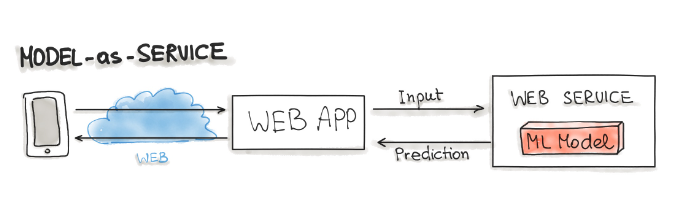 MODEL-as-SERVICE
Input
WEB APP
WEB SERVICE
ML Model
WEB
Prediction